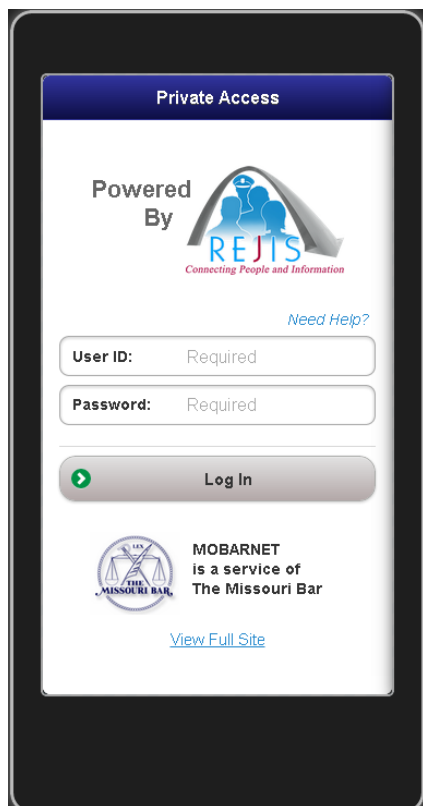 Private Access
Powered
By
REJIS
Connecting People and Information
Need Help?
User ID: Required
Password: Required
Log In
LEX
THE
MISSOURI BAR
MOBARNET
is a service of
The Missouri Bar
View Full Site